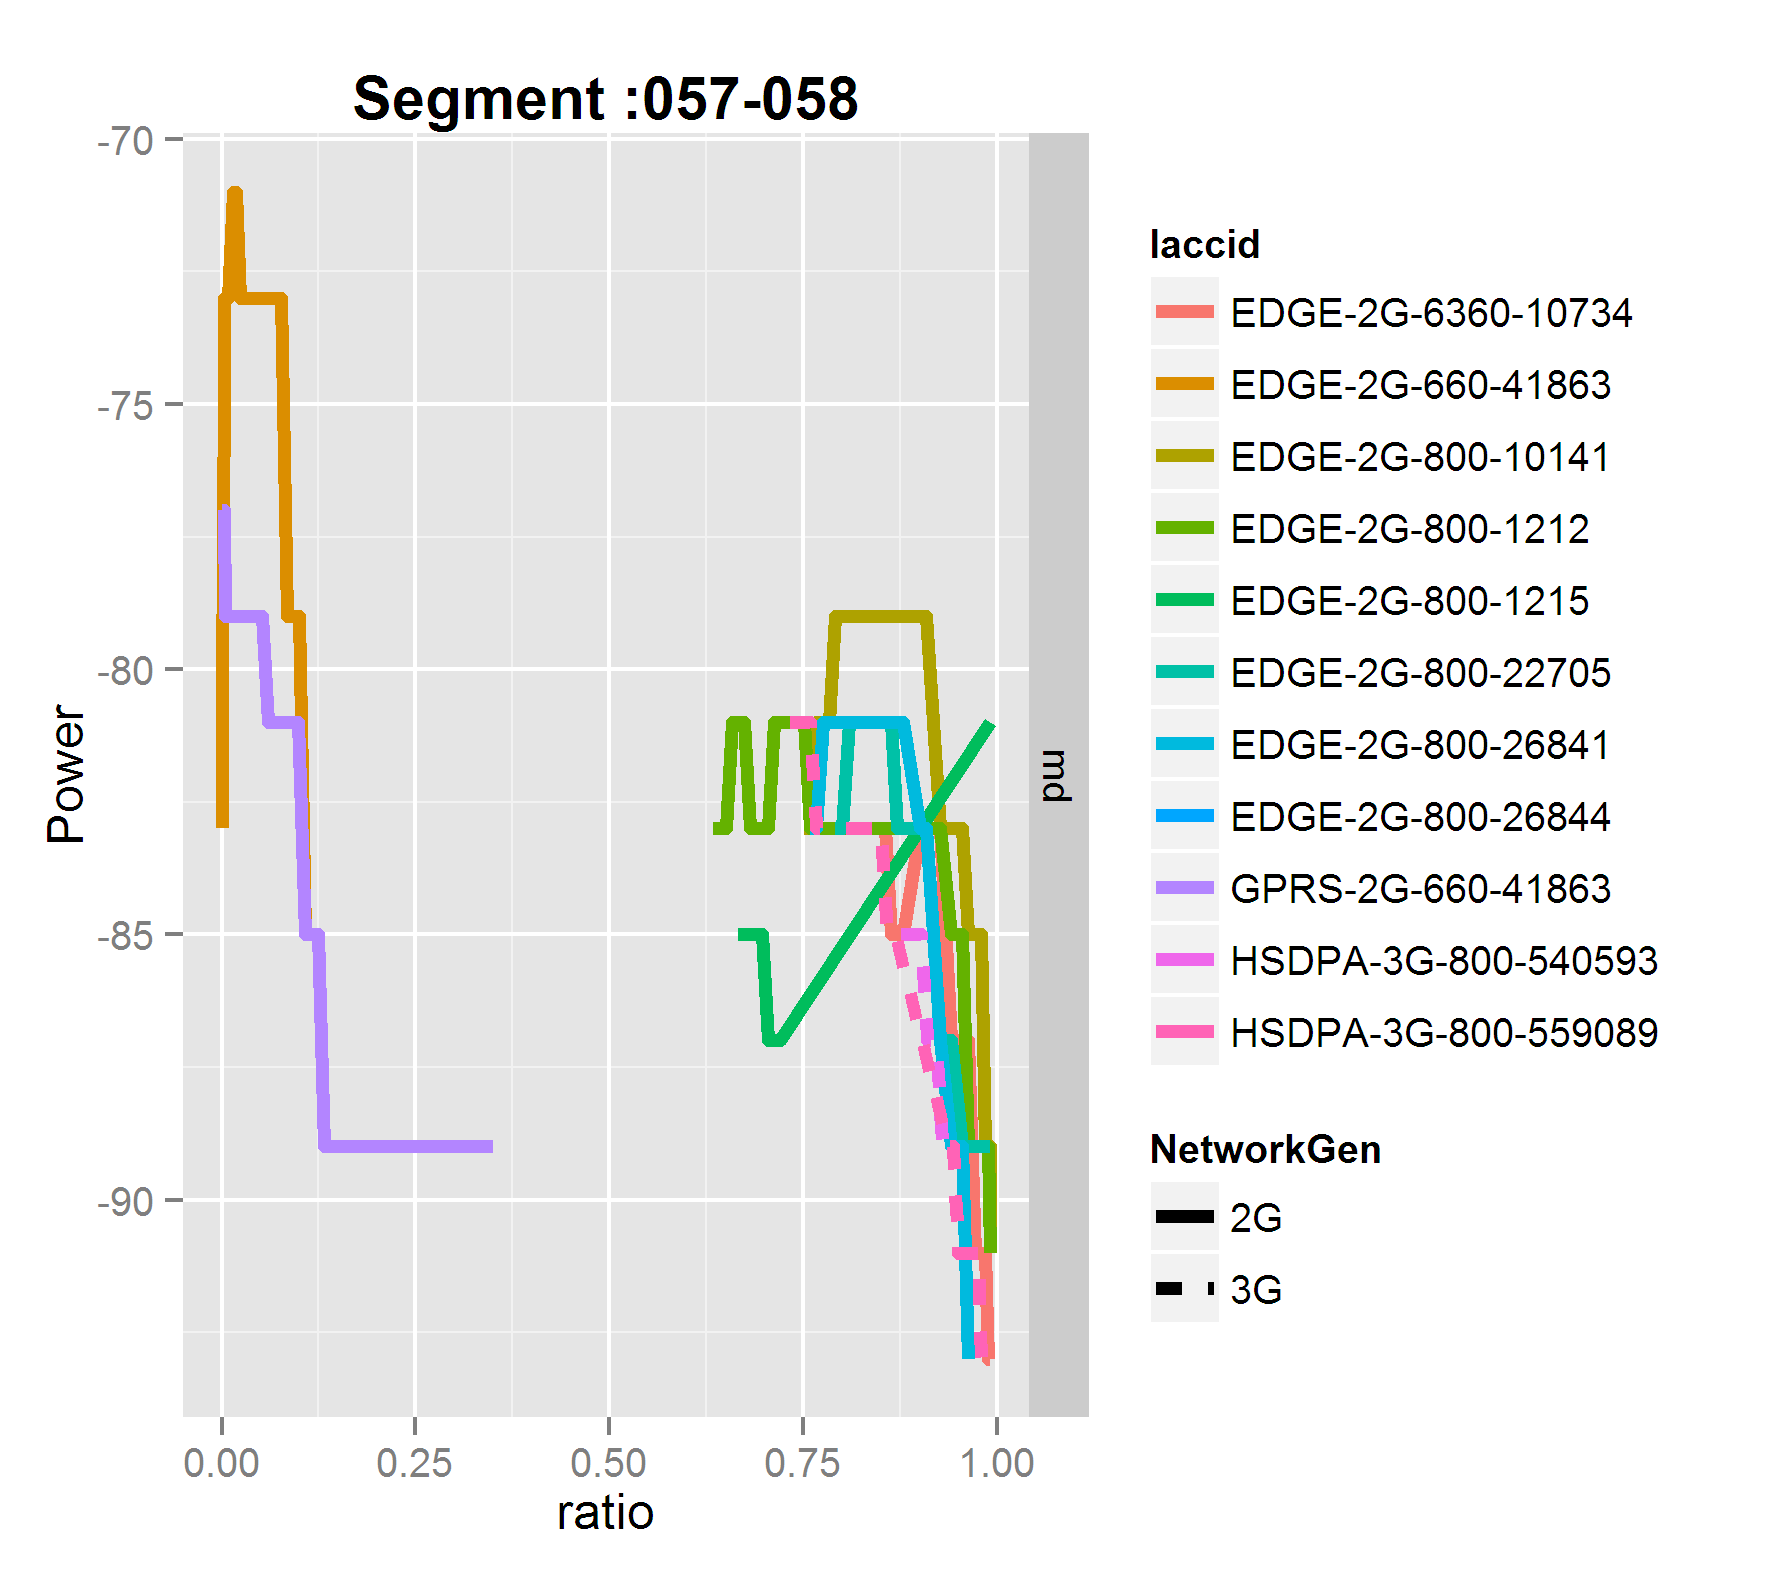 Segment :057-058
-70
-75
-80
-85
-90
Power
md
0.00 0.25 0.50 0.75 1.00
ratio
laccid
EDGE-2G-6360-10734
EDGE-2G-660-41863
EDGE-2G-800-10141
EDGE-2G-800-1212
EDGE-2G-800-1215
EDGE-2G-800-22705
EDGE-2G-800-26841
EDGE-2G-800-26844
GPRS-2G-660-41863
HSDPA-3G-800-540593
HSDPA-3G-800-559089
NetworkGen
2G
3G